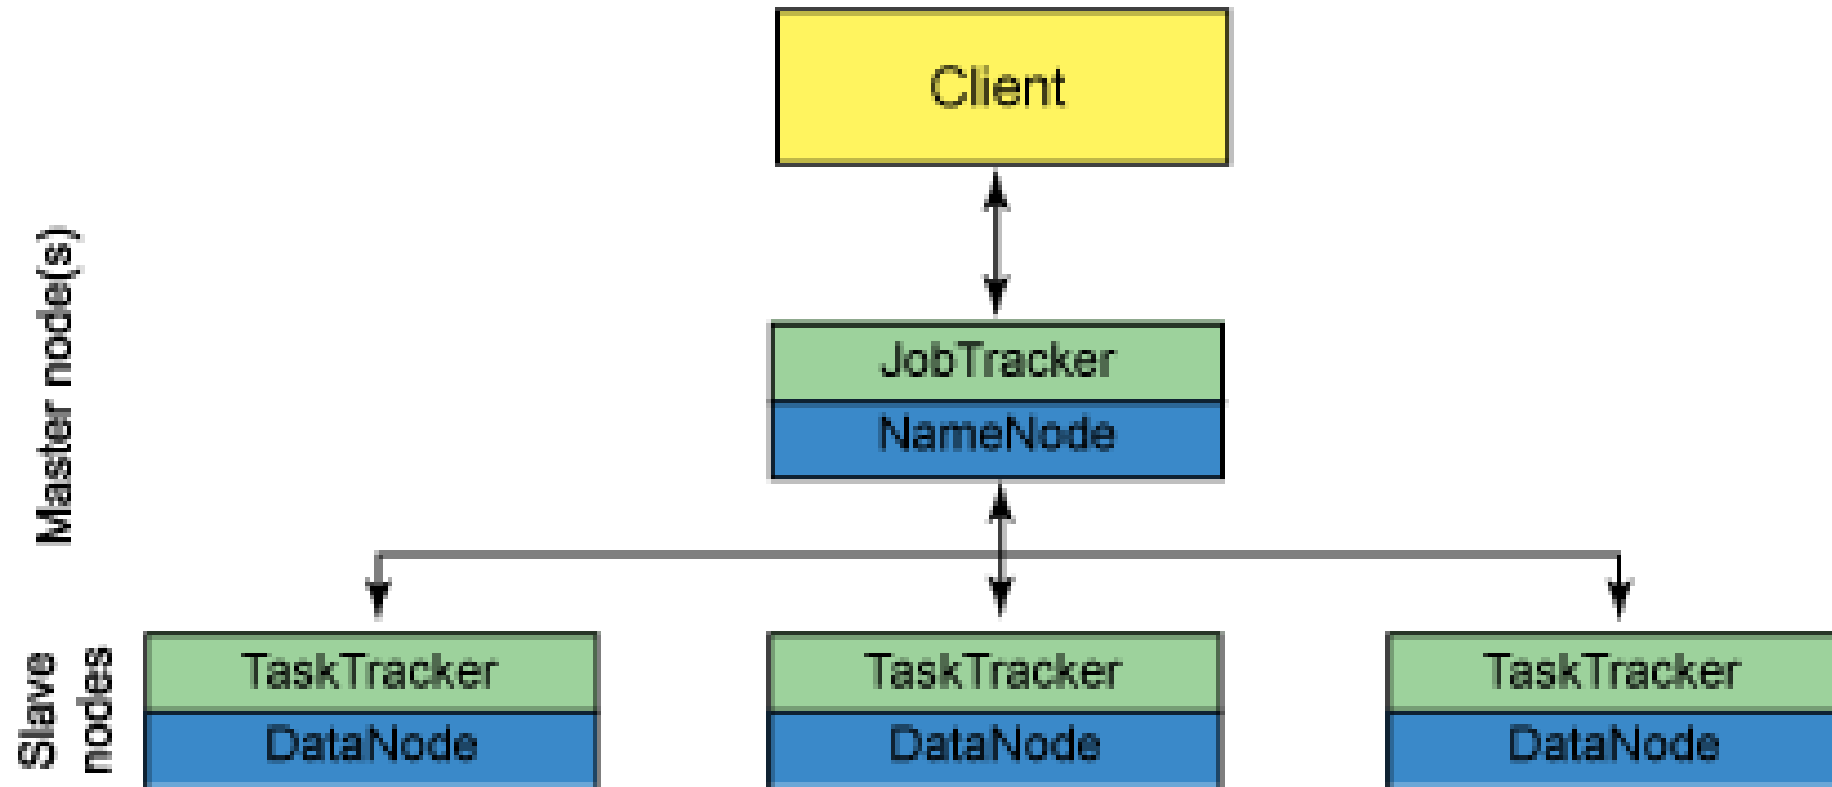 Client
Master node(s)
JobTracker
NameNode
Slave
nodes
TaskTracker
DataNode
TaskTracker
DataNode
TaskTracker
DataNode